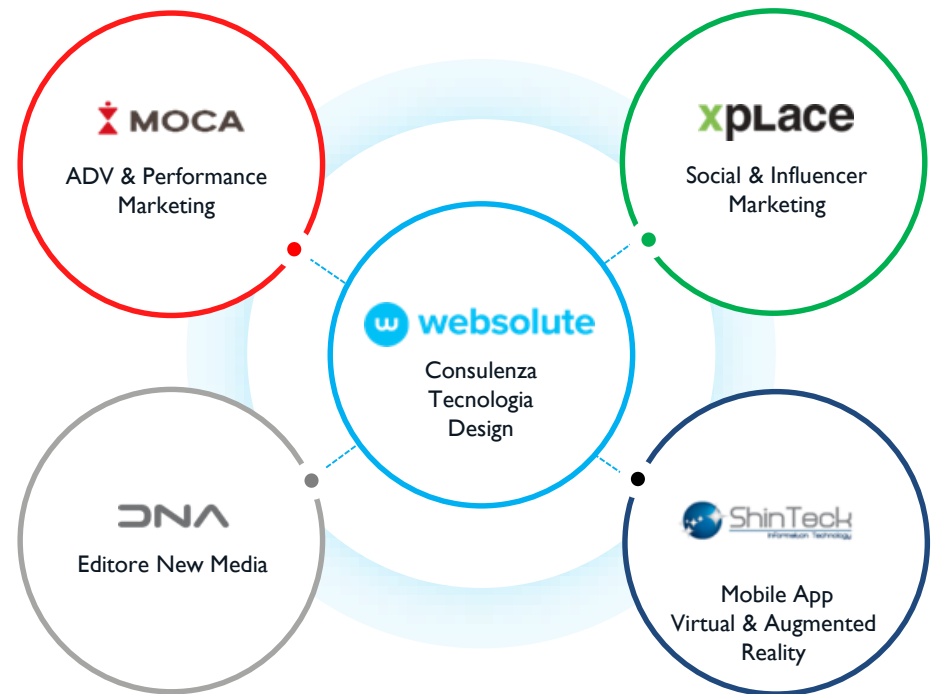 MOCA
ADV & Performance
Marketing
xpLace
Social & Influencer
Marketing
w websolute
Consulenza
Tecnologia
Design
DNA
Editore New Media
ShinTeck
Information Technology
Mobile App
Virtual & Augmented
Reality